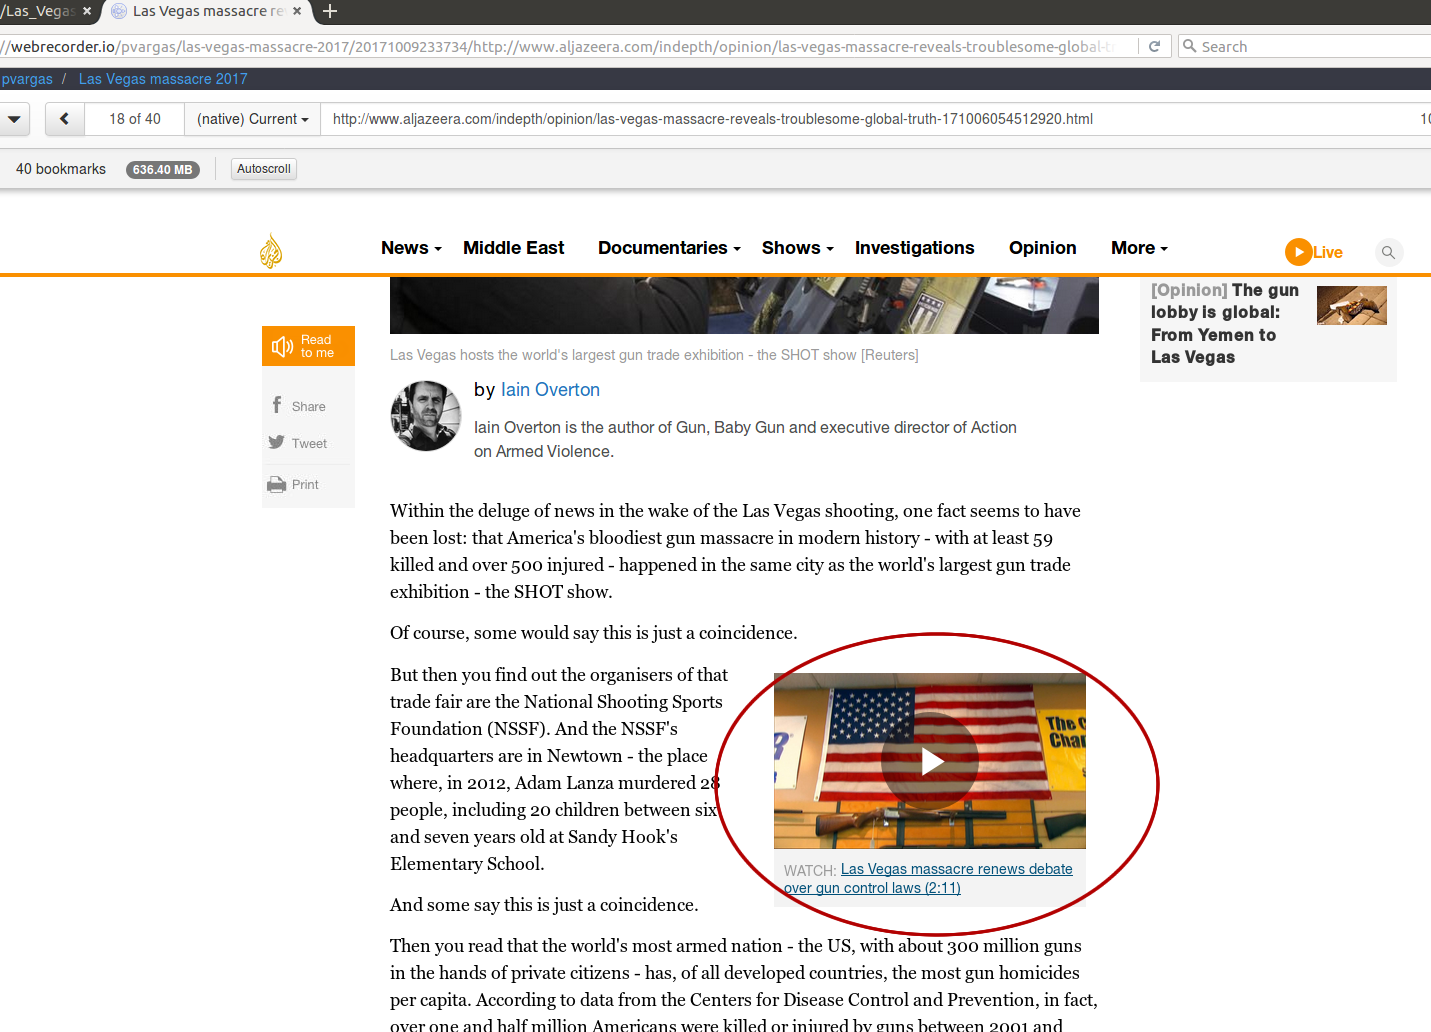 /Las_Vegas
Las Vegas massacre re
//webrecorder.io/pvargas/las-vegas-massacre-2017/20171009233734/http://www.aljazeera.com/indepth/opinion/las-vegas-massacre-reveals-troublesome-global-t
Search
pvargas / Las Vegas massacre 2017
18 of 40
(native) Current
http://www.aljazeera.com/indepth/opinion/las-vegas-massacre-reveals-troublesome-global-truth-171006054512920.html
10
40 bookmarks
636.40 MB
Autoscroll
News Middle East Documentaries Shows Investigations Opinion More
Live
[Opinion] The gun
lobby is global:
From Yemen to
Las Vegas
Read
to me
Share
Tweet
Print
Las Vegas hosts the world's largest gun trade exhibition - the SHOT show [Reuters]
by Iain Overton
Iain Overton is the author of Gun, Baby Gun and executive director of Action
on Armed Violence.
Within the deluge of news in the wake of the Las Vegas shooting, one fact seems to have
been lost: that America's bloodiest gun massacre in modern history - with at least 59
killed and over 500 injured - happened in the same city as the world's largest gun trade
exhibition - the SHOT show.
Of course, some would say this is just a coincidence.
But then you find out the organisers of that
trade fair are the National Shooting Sports
Foundation (NSSF). And the NSSF's
headquarters are in Newtown - the place
where, in 2012, Adam Lanza murdered 28
people, including 20 children between six
and seven years old at Sandy Hook's
Elementary School.
The C
Char
WATCH: Las Vegas massacre renews debate
over gun control laws (2:11)
And some say this is just a coincidence.
Then you read that the world's most armed nation - the US, with about 300 million guns
in the hands of private citizens - has, of all developed countries, the most gun homicides
per capita. According to data from the Centers for Disease Control and Prevention, in fact,
over one and half million Americans were killed or injured by guns between 2001 and